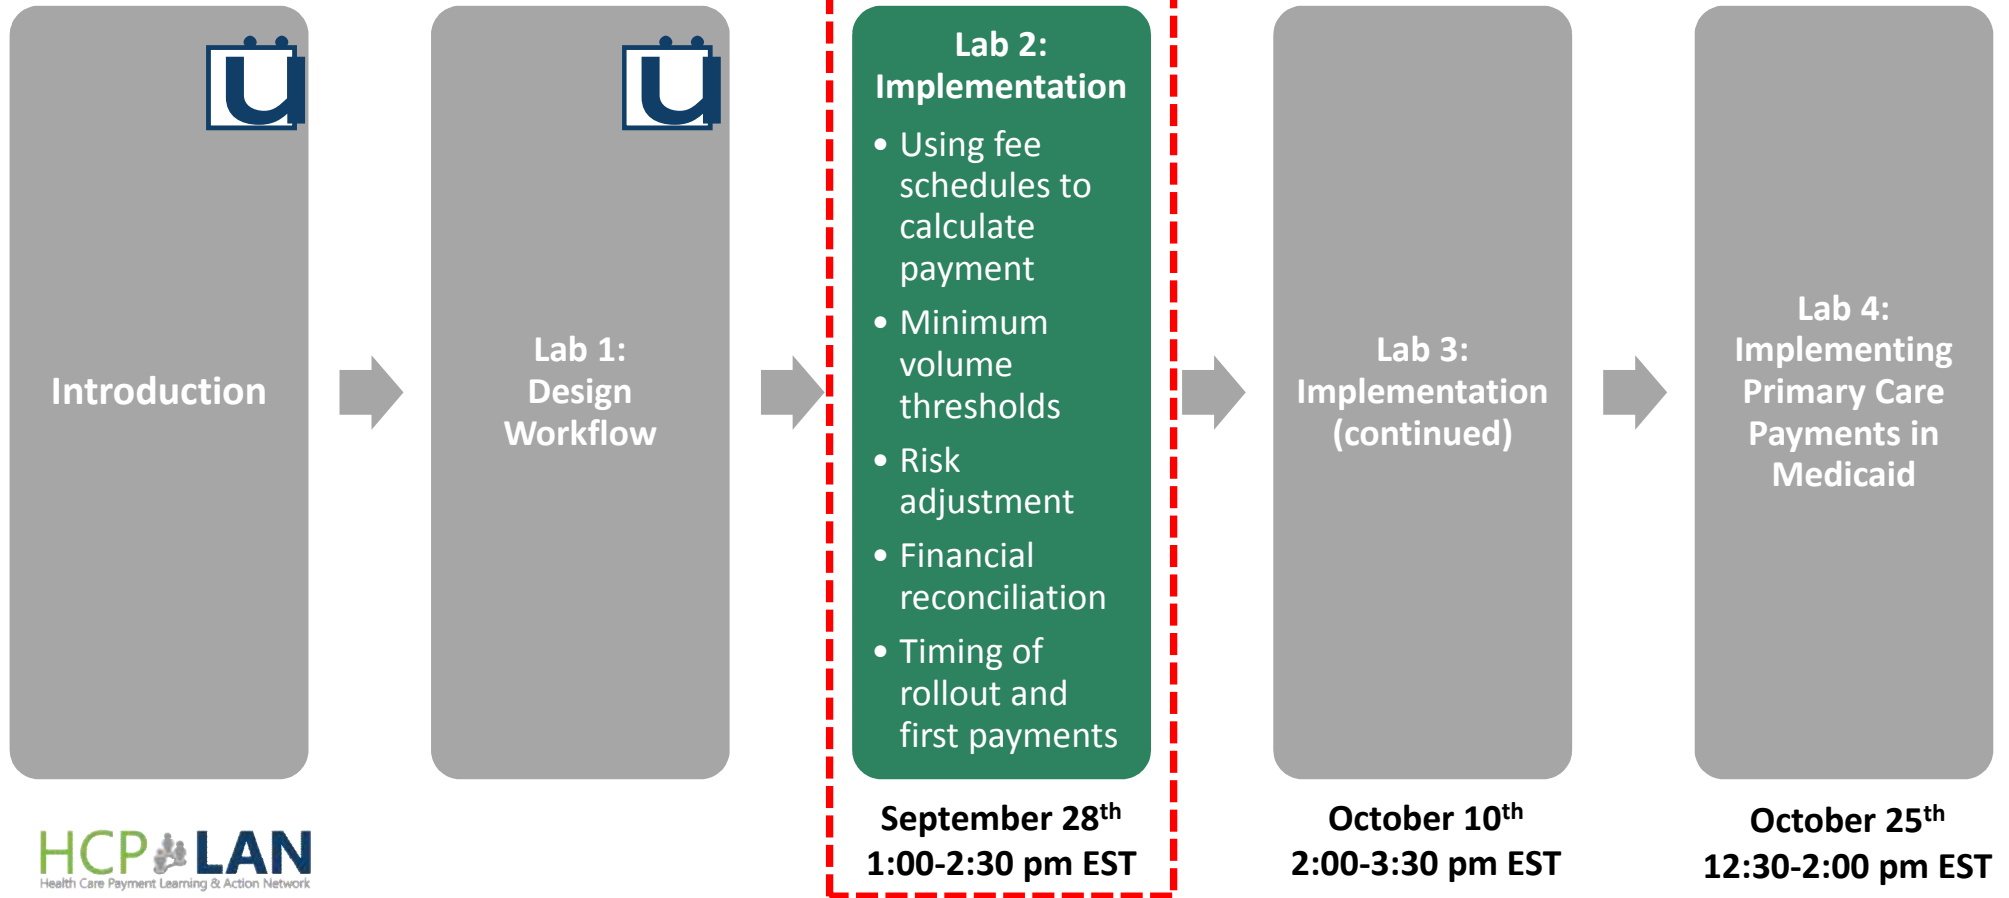 ü
Introduction
ü
Lab 1:
Design
Workflow
Lab 2:
Implementation
• Using fee
schedules to
calculate
payment
• Minimum
volume
thresholds
• Risk
adjustment
• Financial
reconciliation
• Timing of
rollout and
first payments
September 28th
1:00-2:30 pm EST
Lab 3:
Implementation
(continued)
October 10th
2:00-3:30 pm EST
Lab 4:
Implementing
Primary Care
Payments in
Medicaid
October 25th
12:30-2:00 pm EST
HCP LAN
Health Care Payment Learning & Action Network